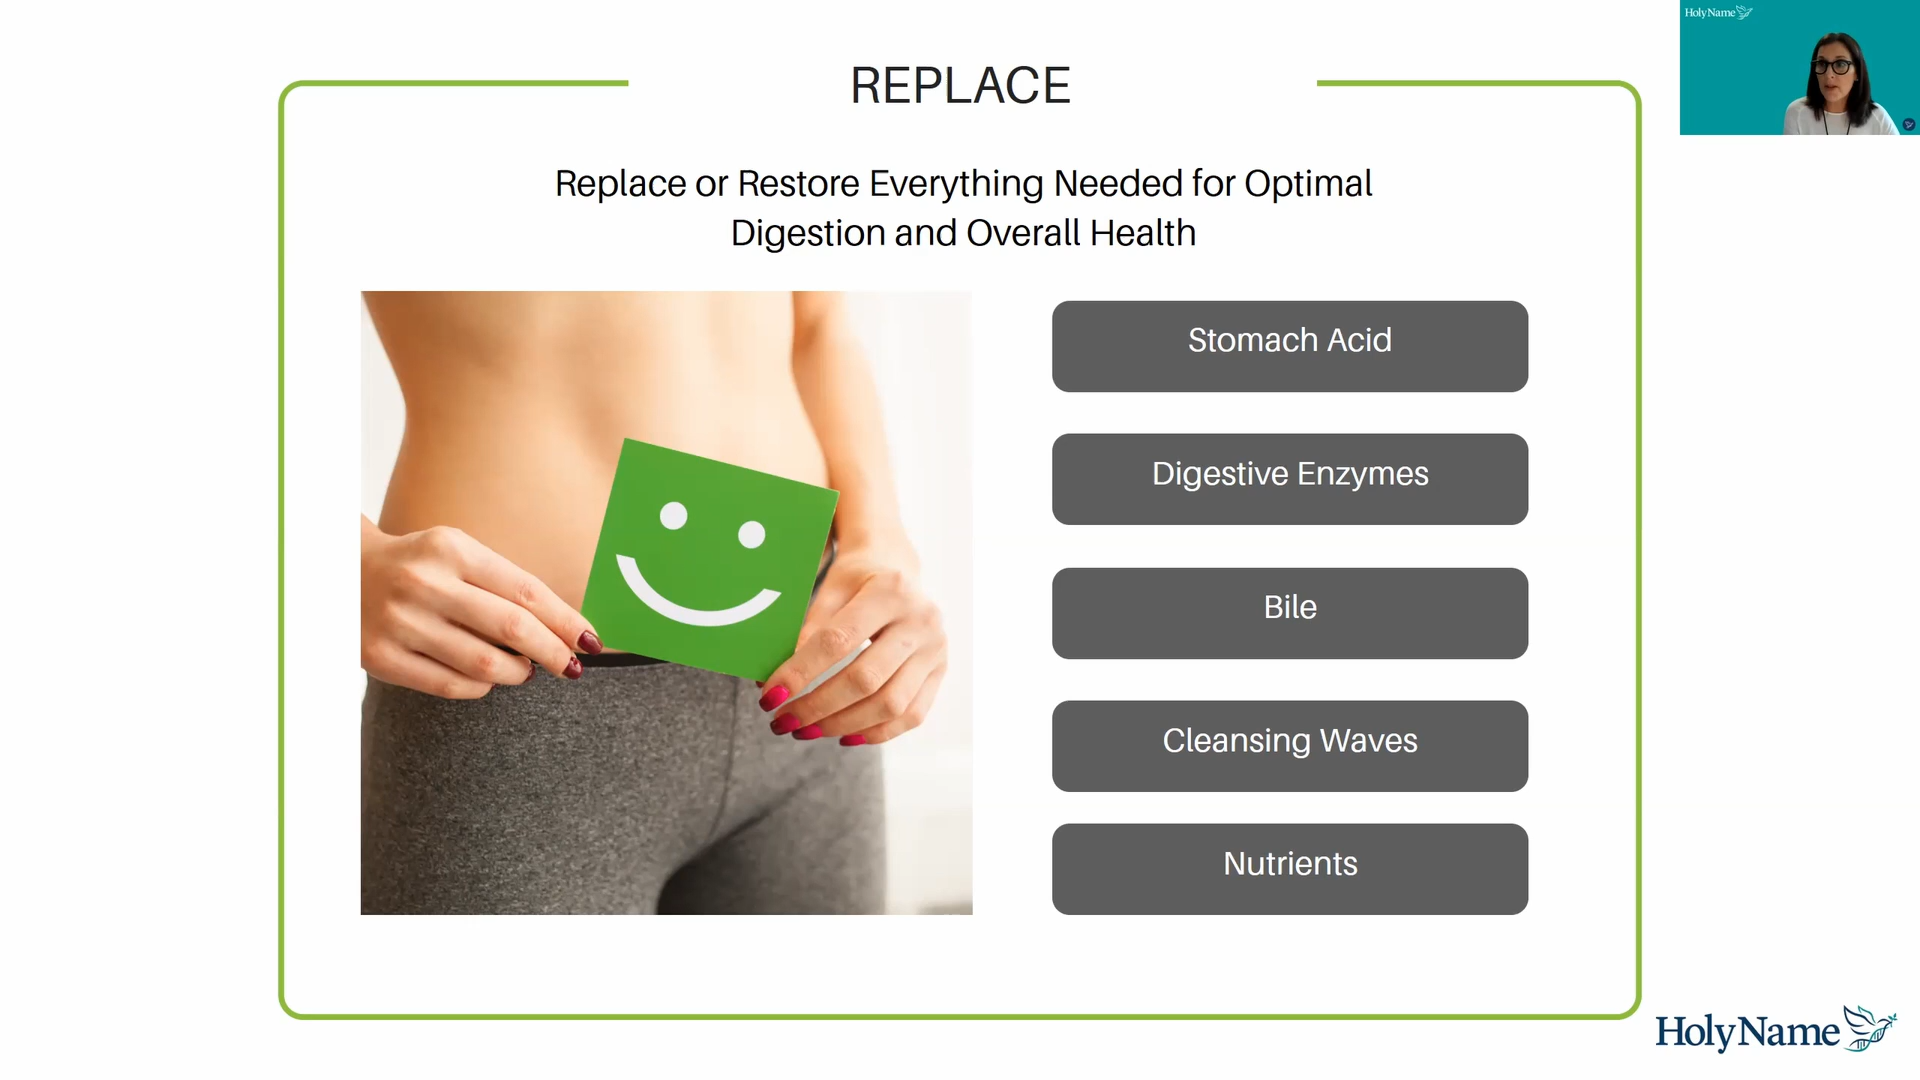 HolyName
REPLACE
Replace or Restore Everything Needed for Optimal
Digestion and Overall Health
Stomach Acid
Digestive Enzymes
Bile
Cleansing Waves
Nutrients
HolyName